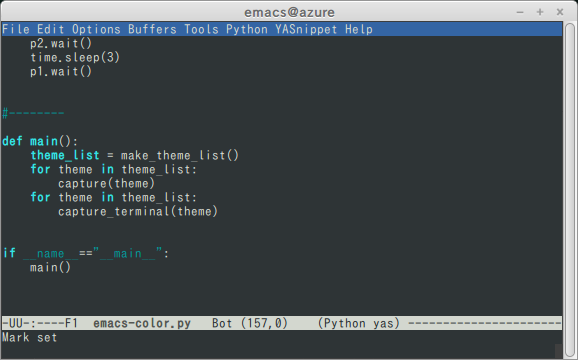 emacs@azure
File Edit Options Buffers Tools Python YASnippet Help
    p2.wait()
    time.sleep(3)
    p1.wait()
#--------
def main():
    theme_list = make_theme_list()
    for theme in theme_list:
        capture(theme)
    for theme in theme_list:
        capture_terminal(theme)
if __name__=="__main__":
    main()
-UU-:----F1  emacs-color.py   Bot (157,0)    (Python yas) ----------------------
Mark set